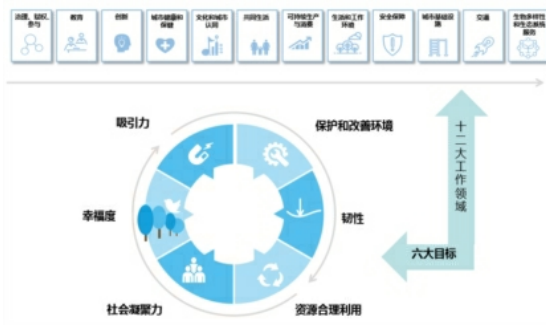 治理、赋权、
参与
教育
创新
城市健康和
保健
文化和城市
认同
共同生活
可持续生产
与消费
生活和工作
环境
安全保障
城市基础设
施
交通
生物多样性
和生态系统
服务
吸引力
保护和改善环境
幸福度
韧性
社会凝聚力
资源合理利用
十二大工作领域
六大目标